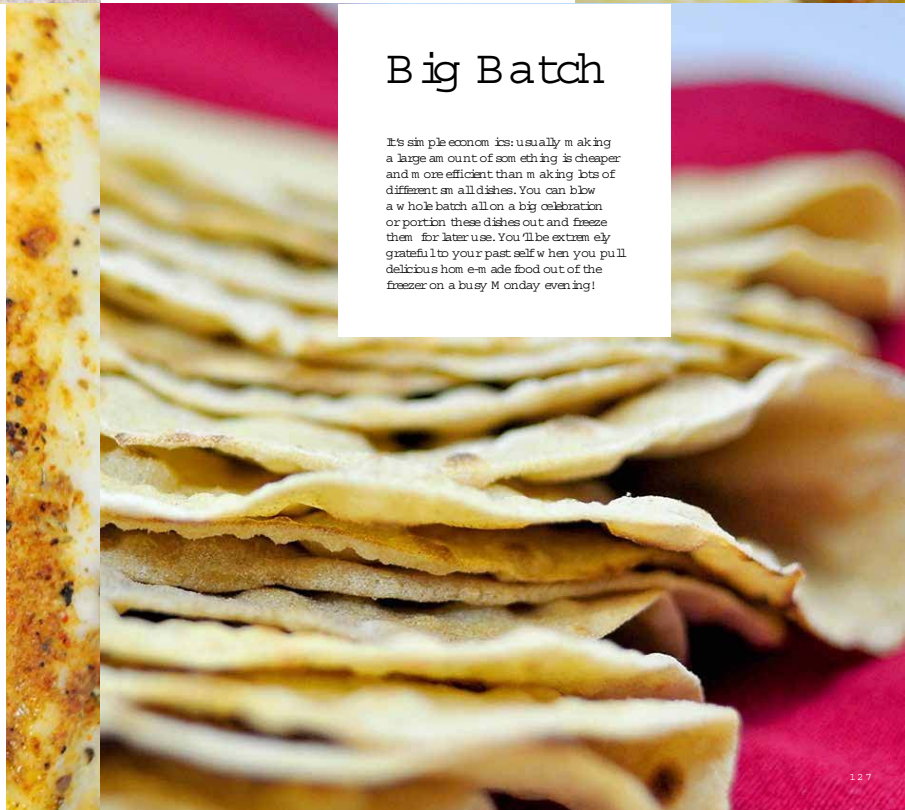 Big Batch
It's simple economics: usually making
a large amount of something is cheaper
and more efficient than making lots of
different small dishes. You can blow
a whole batch all on a big celebration
or portion these dishes out and freeze
them for later use. You'll be extremely
grateful to your past self when you pull
delicious home-made food out of the
freezer on a busy Monday evening!
127